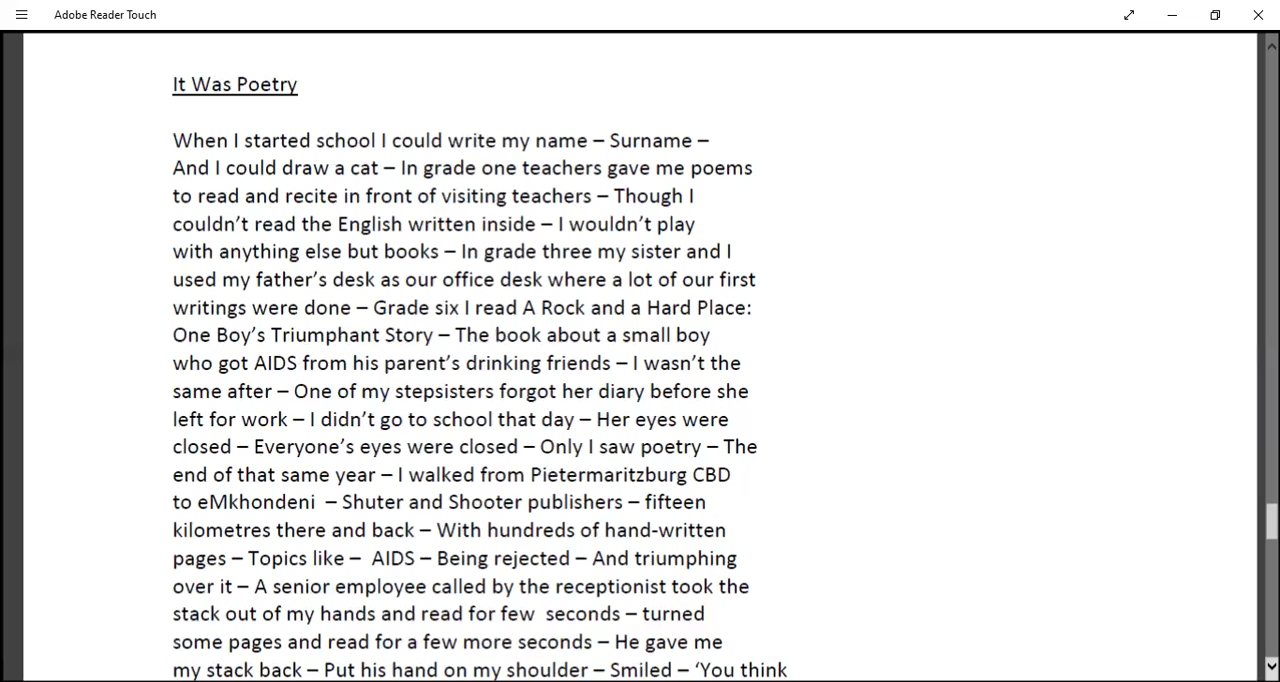 Adobe Reader Touch
It Was Poetry
When I started school I could write my name – Surname –
And I could draw a cat – In grade one teachers gave me poems
to read and recite in front of visiting teachers – Though I
couldn’t read the English written inside – I wouldn’t play
with anything else but books – In grade three my sister and I
used my father’s desk as our office desk where a lot of our first
writings were done – Grade six I read A Rock and a Hard Place:
One Boy’s Triumphant Story – The book about a small boy
who got AIDS from his parent’s drinking friends – I wasn’t the
same after – One of my stepsisters forgot her diary before she
left for work – I didn’t go to school that day – Her eyes were
closed – Everyone’s eyes were closed – Only I saw poetry – The
end of that same year – I walked from Pietermaritzburg CBD
to eMkhondeni  – Shuter and Shooter publishers – fifteen
kilometres there and back – With hundreds of hand-written
pages – Topics like –  AIDS – Being rejected – And triumphing
over it – A senior employee called by the receptionist took the
stack out of my hands and read for few  seconds – turned
some pages and read for a few more seconds – He gave me
my stack back – Put his hand on my shoulder – Smiled – ‘You think